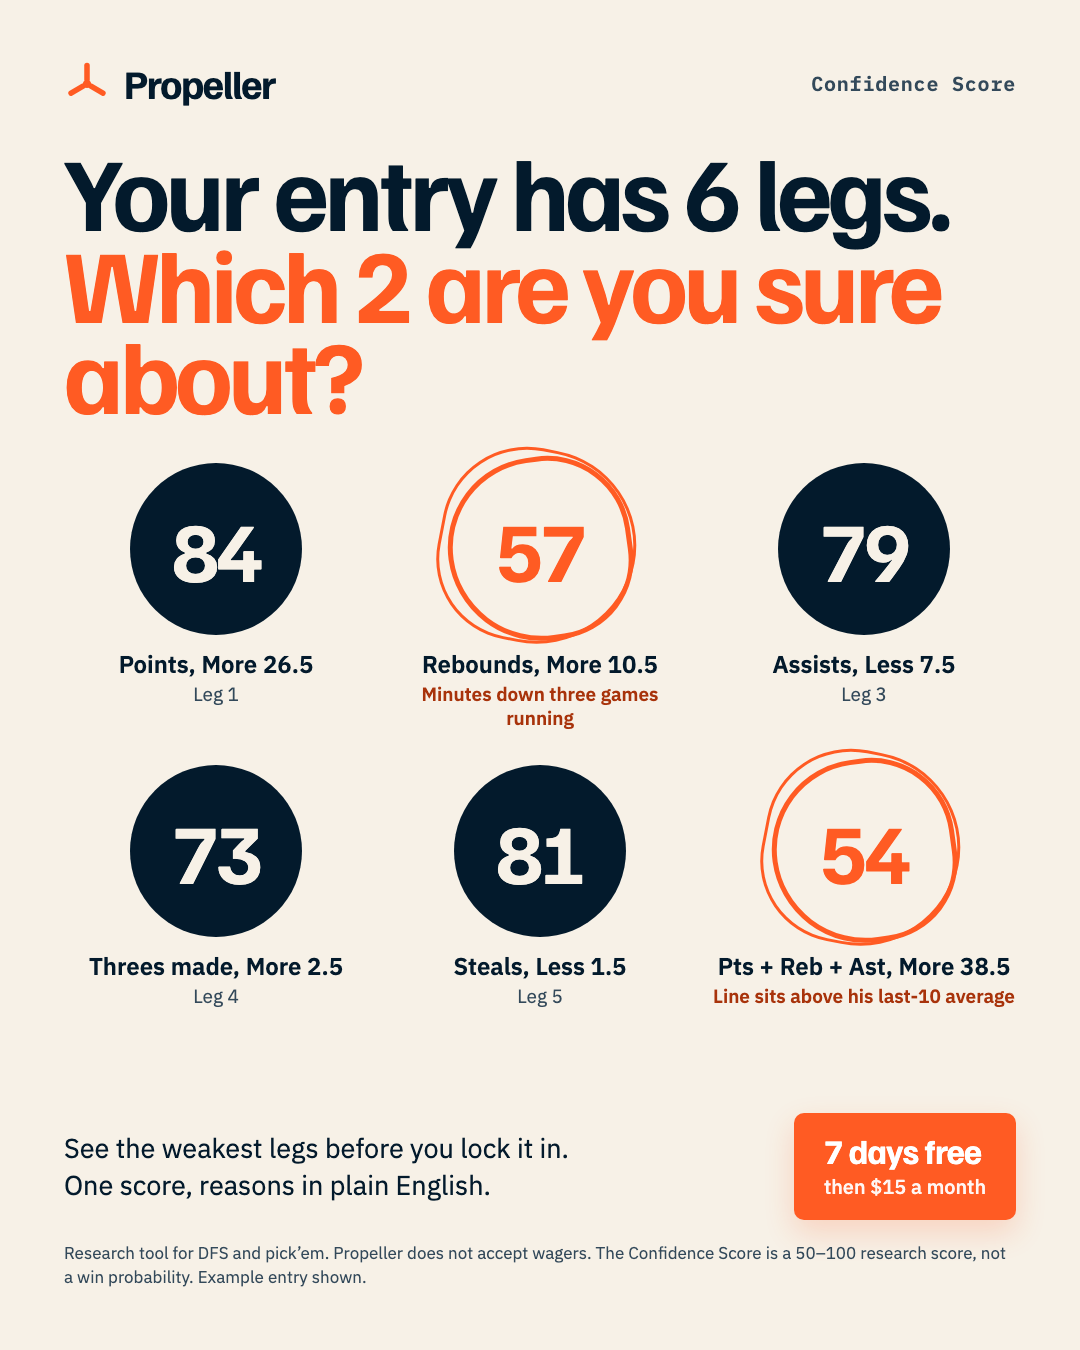 Propeller
Confidence Score
Your entry has 6 legs.
Which 2 are you sure
about?
84
57
79
Points, More 26.5
Leg 1
Rebounds, More 10.5
Minutes down three games
running
Assists, Less 7.5
Leg 3
73
81
54
Threes made, More 2.5
Leg 4
Steals, Less 1.5
Leg 5
Pts + Reb + Ast, More 38.5
Line sits above his last-10 average
See the weakest legs before you lock it in.
One score, reasons in plain English.
7 days free
then $15 a month
Research tool for DFS and pick’em. Propeller does not accept wagers. The Confidence Score is a 50–100 research score, not
a win probability. Example entry shown.